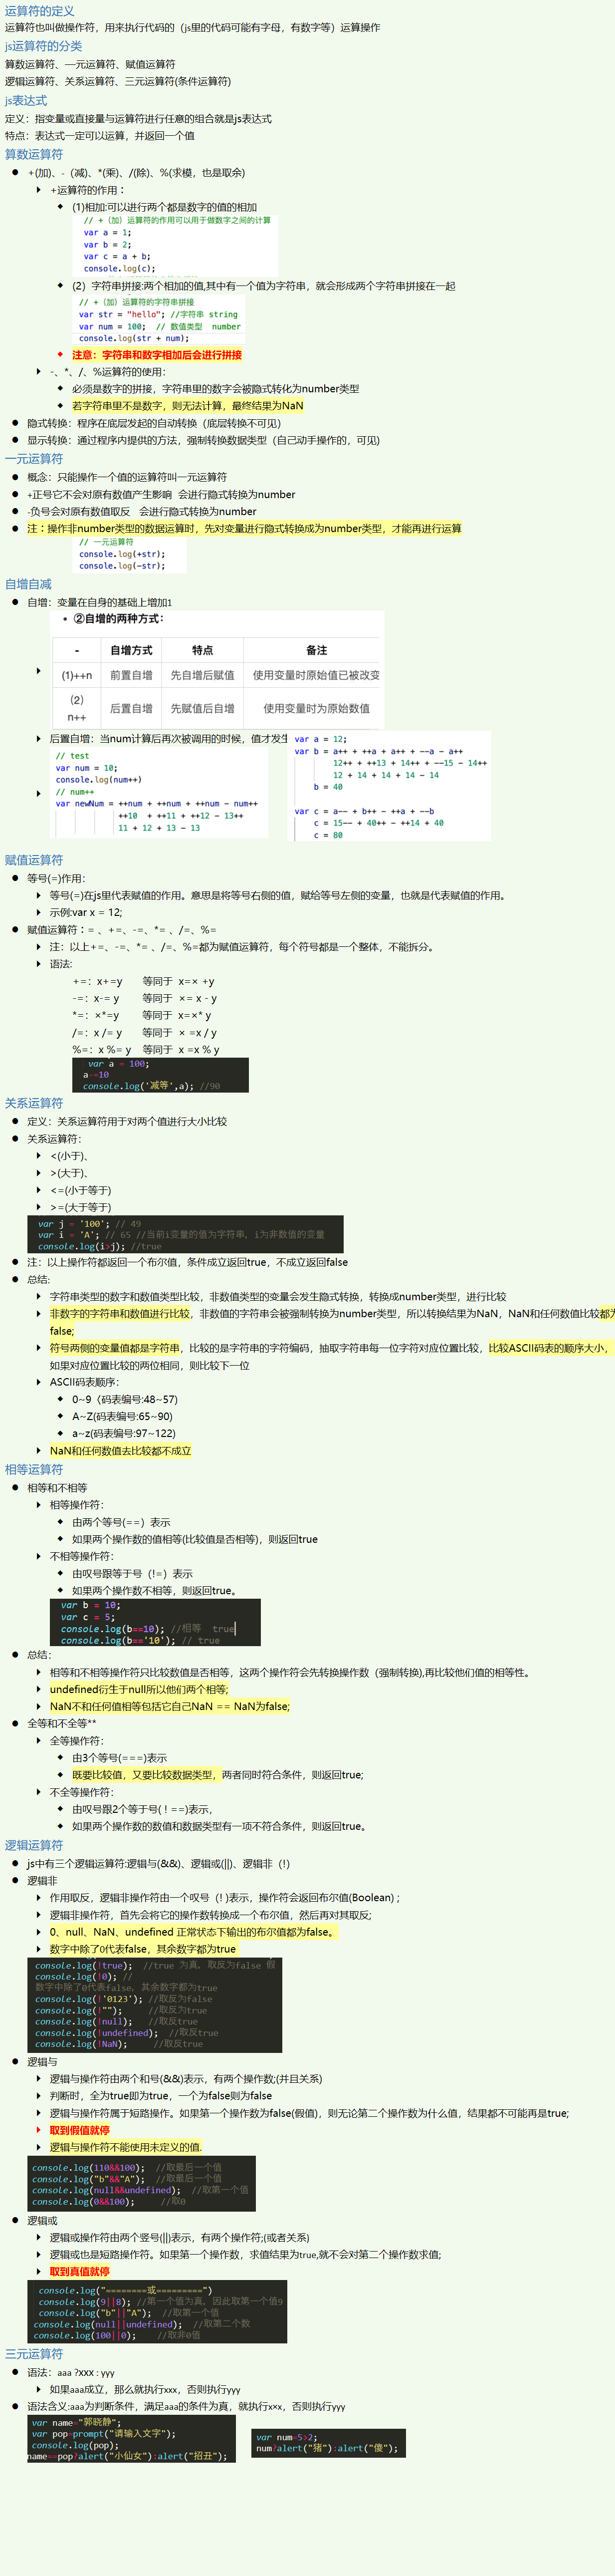 运算符的定义
运算符也叫做操作符，用来执行代码的（js里的代码可能有字母，有数字等）运算操作
js运算符的分类
算数运算符、一元运算符、赋值运算符
逻辑运算符、关系运算符、三元运算符(条件运算符)
js表达式
定义：指变量或直接量与运算符进行任意的组合就是js表达式
特点：表达式一定可以运算，并返回一个值
算数运算符
+(加)、-（减)、*(乘)、/(除)、%(求模，也是取余)
+运算符的作用：
(1)相加:可以进行两个都是数字的值的相加
// +（加）运算符的作用可以用于做数字之间的计算
var a = 1;
var b = 2;
var c = a + b;
console.log(c);
(2）字符串拼接:两个相加的值,其中有一个值为字符串，就会形成两个字符串拼接在一起
// +（加）运算符的字符串拼接
var str = "hello"; //字符串 string
var num = 100;  // 数值类型  number
console.log(str + num);
注意：字符串和数字相加后会进行拼接
-、*、/、%运算符的使用：
必须是数字的拼接，字符串里的数字会被隐式转化为number类型
若字符串里不是数字，则无法计算，最终结果为NaN
隐式转换：程序在底层发起的自动转换（底层转换不可见）
显示转换：通过程序内提供的方法，强制转换数据类型（自己动手操作的，可见)
一元运算符
概念：只能操作一个值的运算符叫一元运算符
+正号它不会对原有数值产生影响 会进行隐式转换为number
-负号会对原有数值取反  会进行隐式转换为number
注：操作非number类型的数据运算时，先对变量进行隐式转换成为number类型，才能再进行运算
// 一元运算符
console.log(+str);
console.log(-str);
自增自减
自增：变量在自身的基础上增加1
②自增的两种方式:
- 自增方式 特点 备注
(1)++n 前置自增 先自增后赋值 使用变量时原始值已被改变
(2) n++ 后置自增 先赋值后自增 使用变量时为原始数值
后置自增：当num计算后再次被调用的时候，值才发生
// test
var num = 10;
console.log(num++)
// num++
var newNum = ++num + ++num + ++num - num++
++10 + ++11 + ++12 - 13++
11 + 12 + 13 - 13
var a = 12;
var b = a++ + ++a + a++ + --a - a++
12++ + ++13 + 14++ + --15 - 14++
12 + 14 + 14 + 14 - 14
b = 40
var c = a-- + b++ - ++a + --b
c = 15-- + 40++ - ++14 + 40
c = 80
赋值运算符
等号(=)作用：
等号(=)在js里代表赋值的作用。意思是将等号右侧的值，赋给等号左侧的变量，也就是代表赋值的作用。
示例:var x = 12;
赋值运算符：= 、+=、-=、*= 、/=、%=
注：以上+=、-=、*= 、/=、%=都为赋值运算符，每个符号都是一个整体，不能拆分。
语法:
+=：x+=y  等同于 x=× +y
-=：x-= y  等同于 ×= x - y
*=：×*=y  等同于 x=×* y
/=：x /= y  等同于 × =x / y
%=：x %= y 等同于 x =x % y
var a = 100;
a-=10
console.log('减等',a); //90
关系运算符
定义：关系运算符用于对两个值进行大小比较
关系运算符：
<(小于)、
>(大于)、
<=(小于等于)
>=(大于等于)
var j = '100'; // 49
var i = 'A'; // 65 //当前i变量的值为字符串，i为非数值的变量
console.log(i>j); //true
注：以上操作符都返回一个布尔值，条件成立返回true，不成立返回false
总结:
字符串类型的数字和数值类型比较，非数值类型的变量会发生隐式转换，转换成number类型，进行比较
非数字的字符串和数值进行比较，非数值的字符串会被强制转换为number类型，所以转换结果为NaN，NaN和任何数值比较都为
false;
符号两侧的变量值都是字符串，比较的是字符串的字符编码，抽取字符串每一位字符对应位置比较，比较ASCII码表的顺序大小，
如果对应位置比较的两位相同，则比较下一位
ASCII码表顺序：
0~9（码表编号:48~57)
A~Z(码表编号:65~90)
a~z(码表编号:97~122)
NaN和任何数值去比较都不成立
相等运算符
相等和不相等
相等操作符：
由两个等号(==）表示
如果两个操作数的值相等(比较值是否相等)，则返回true
不相等操作符：
由叹号跟等于号（!=）表示
如果两个操作数不相等，则返回true。
var b = 10;
var c = 5;
console.log(b==10); //相等  true
console.log(b=='10'); // true
总结：
相等和不相等操作符只比较数值是否相等，这两个操作符会先转换操作数（强制转换),再比较他们值的相等性。
undefined衍生于null所以他们两个相等;
NaN不和任何值相等包括它自己NaN == NaN为false;
全等和不全等**
全等操作符：
由3个等号(===)表示
既要比较值，又要比较数据类型，两者同时符合条件，则返回true;
不全等操作符：
由叹号跟2个等于号(！==)表示，
如果两个操作数的数值和数据类型有一项不符合条件，则返回true。
逻辑运算符
js中有三个逻辑运算符:逻辑与(&&)、逻辑或(||)、逻辑非（!）
逻辑非
作用取反，逻辑非操作符由一个叹号（! )表示，操作符会返回布尔值(Boolean) ;
逻辑非操作符，首先会将它的操作数转换成一个布尔值，然后再对其取反;
0、null、NaN、undefined 正常状态下输出的布尔值都为false。
数字中除了0代表false，其余数字都为true
console.log(!true);  //true 为真, 取反为false 假
console.log(!0); //
数字中除了0代表false, 其余数字都为true
console.log(!'0123'); //取反为false
console.log(!"");  //取反为true
console.log(!null);  //取反true
console.log(!undefined);  //取反true
console.log(!NaN);  //取反true
逻辑与
逻辑与操作符由两个和号(&&)表示，有两个操作数;(并且关系)
判断时，全为true即为true，一个为false则为false
逻辑与操作符属于短路操作。如果第一个操作数为false(假值)，则无论第二个操作数为什么值，结果都不可能再是true;
取到假值就停
逻辑与操作符不能使用未定义的值.
console.log(110&&100);  //取最后一个值
console.log("b"&&"A");  //取最后一个值
console.log(null&&undefined);  //取第一个值
console.log(0&&100);  //取0
逻辑或
逻辑或操作符由两个竖号(||)表示，有两个操作符;(或者关系)
逻辑或也是短路操作符。如果第一个操作数，求值结果为true,就不会对第二个操作数求值;
取到真值就停
console.log("========或=========")
console.log(9||8); //第一个值为真, 因此取第一个值9
console.log("b"||"A");  //取第一个值
console.log(null||undefined);  //取第二个数
console.log(100||0);  //取非0值
三元运算符
语法：aaa ?xxx : yyy
如果aaa成立，那么就执行xxx，否则执行yyy
语法含义:aaa为判断条件，满足aaa的条件为真，就执行x×x，否则执行yyy
var name="郭晓静";
var pop=prompt("请输入文字");
console.log(pop);
name==pop?alert("小仙女"):alert("招丑");
var num=5>2;
num?alert("猪"):alert("傻");